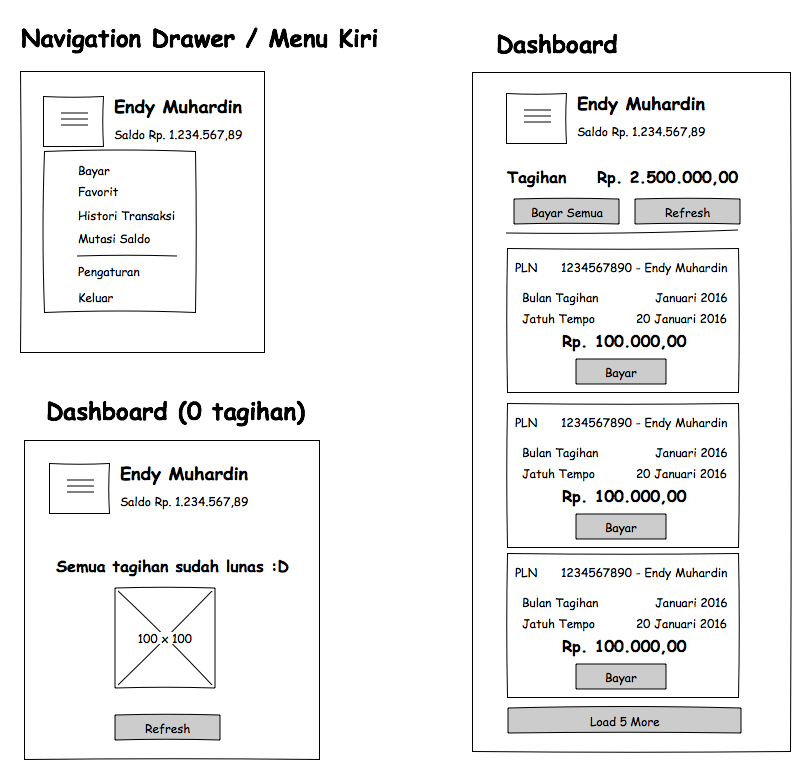 Navigation Drawer / Menu Kiri
Endy Muhardin
Saldo Rp. 1.234.567,89
Bayar
Favorit
Histori Transaksi
Mutasi Saldo
Pengaturan
Keluar
Dashboard (0 tagihan)
Endy Muhardin
Saldo Rp. 1.234.567,89
Semua tagihan sudah lunas :D
100 x 100
Refresh
Dashboard
Endy Muhardin
Saldo Rp. 1.234.567,89
Tagihan Rp. 2.500.000,00
Bayar Semua Refresh
PLN 1234567890 - Endy Muhardin
Bulan Tagihan Januari 2016
Jatuh Tempo 20 Januari 2016
Rp. 100.000,00
Bayar
PLN 1234567890 - Endy Muhardin
Bulan Tagihan Januari 2016
Jatuh Tempo 20 Januari 2016
Rp. 100.000,00
Bayar
PLN 1234567890 - Endy Muhardin
Bulan Tagihan Januari 2016
Jatuh Tempo 20 Januari 2016
Rp. 100.000,00
Bayar
Load 5 More